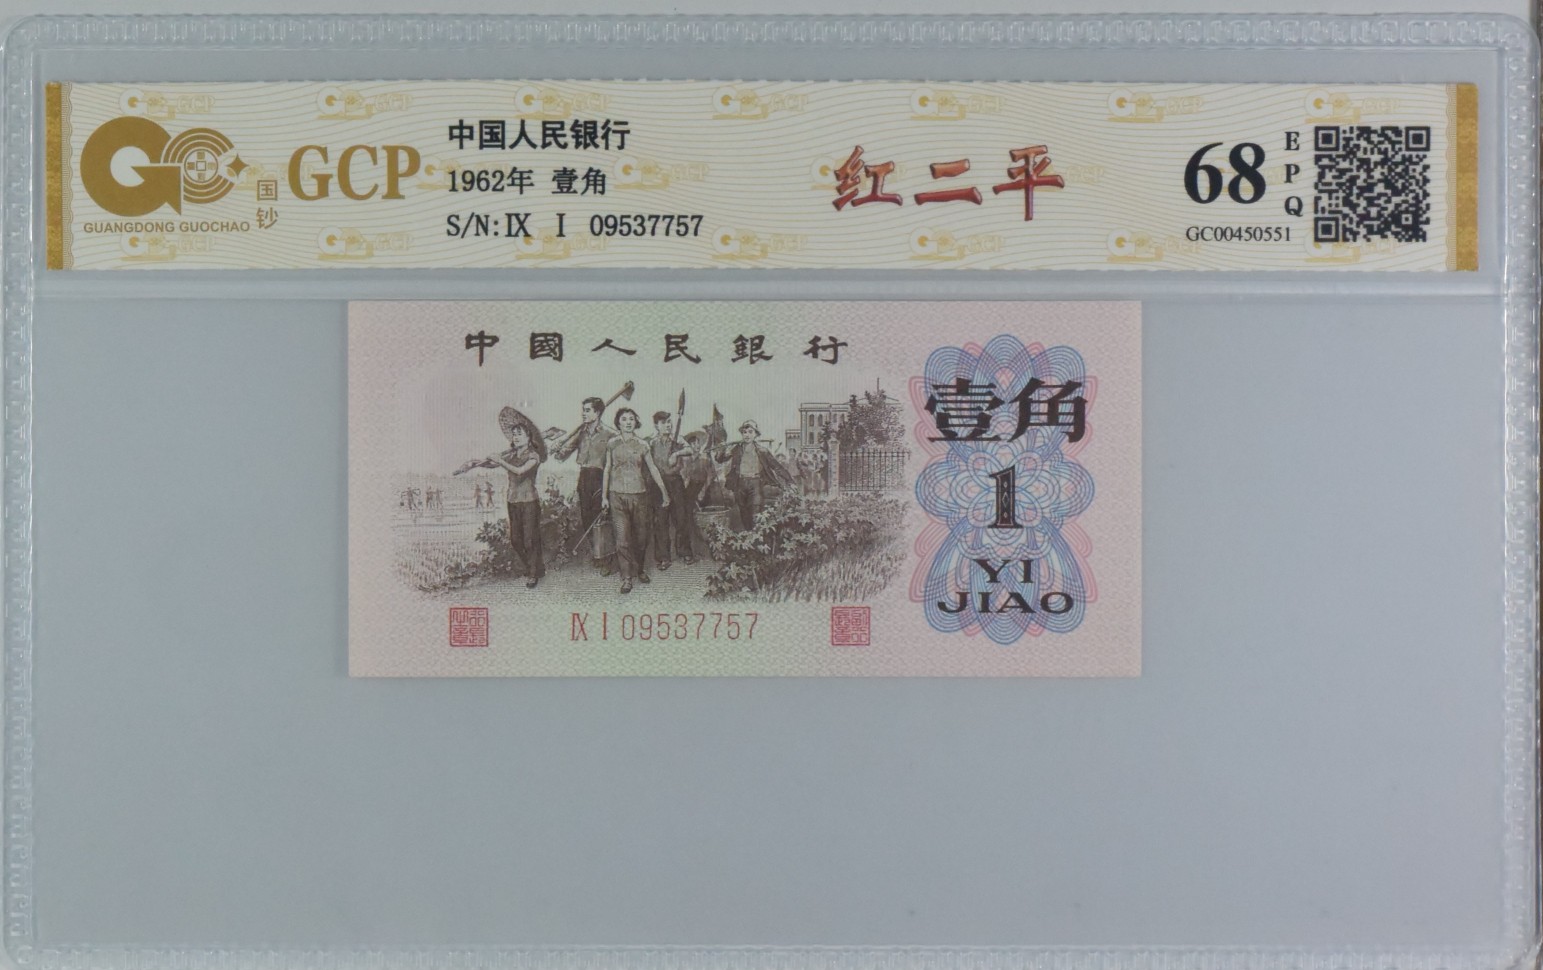 GUANGDONG GUOCHAO
国钞
GCP
中国人民银行
1962年 壹角
S/N:Ⅸ Ⅰ 09537757
红二平
68
EPQ
GC00450551
中國人民銀行
壹角
1
YI
JIAO
Ⅸ Ⅰ 09537757